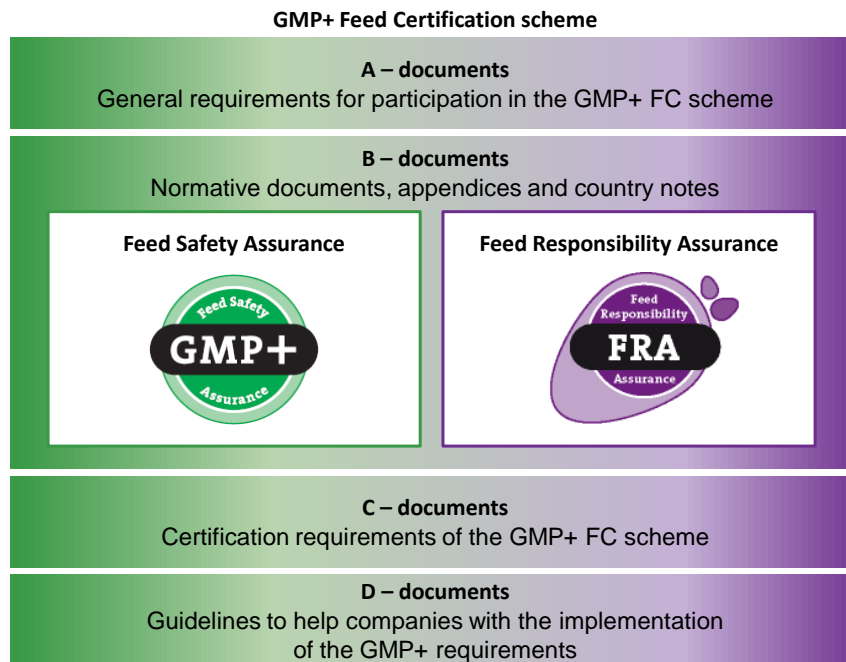 GMP+ Feed Certification scheme
A – documents
General requirements for participation in the GMP+ FC scheme
B – documents
Normative documents, appendices and country notes
Feed Safety Assurance
Feed Safety
GMP+
Assurance
Feed Responsibility Assurance
Feed
Responsibility
FRA
Assurance
C – documents
Certification requirements of the GMP+ FC scheme
D – documents
Guidelines to help companies with the implementation
of the GMP+ requirements